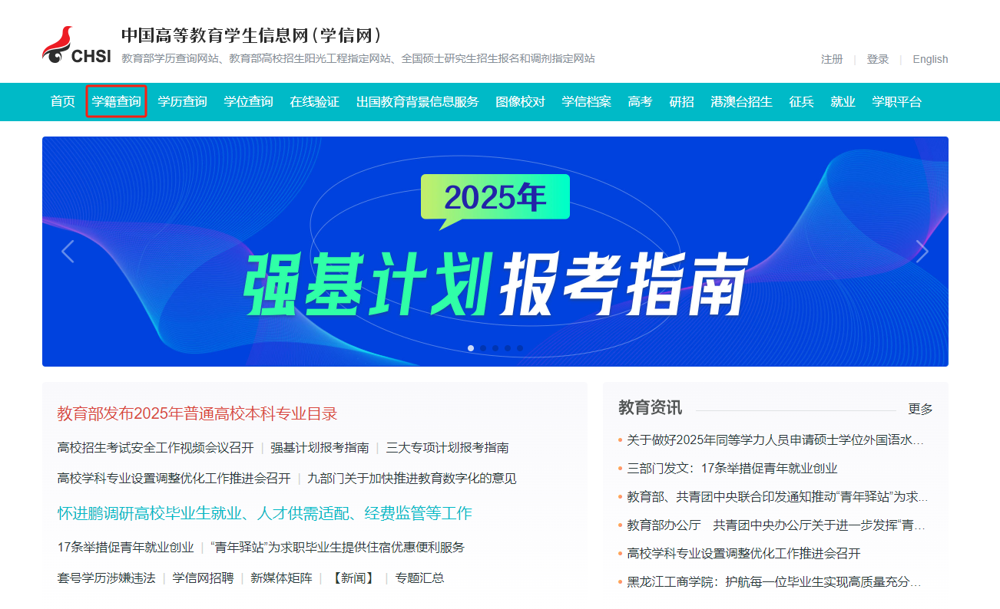 中国高等教育学生信息网(学信网)
CHSI
教育部学历查询网站、教育部高校招生阳光工程指定网站、全国硕士研究生招生报名和调剂指定网站
注册 | 登录 | English
首页 学籍查询 学历查询 学位查询 在线验证 出国教育背景信息服务 图像校对 学信档案 高考 研招 港澳台招生 征兵 就业 学职平台
2025年
强基计划报考指南
教育部发布2025年普通高校本科专业目录
高校招生考试安全工作视频会议召开 | 强基计划报考指南 | 三大专项计划报考指南
高校学科专业设置调整优化工作推进会召开 | 九部门关于加快推进教育数字化的意见
怀进鹏调研高校毕业生就业、人才供需适配、经费监管等工作
17条举措促青年就业创业 | “青年驿站”为求职毕业生提供住宿优惠便利服务
套号学历涉嫌违法 | 学信网招聘 | 新媒体矩阵 | 【新闻】 | 专题汇总
教育资讯 更多
关于做好2025年同等学力人员申请硕士学位外国语水...
三部门发文：17条举措促青年就业创业
教育部、共青团中央联合印发通知推动“青年驿站”为求...
教育部办公厅 共青团中央办公厅关于进一步发挥“青...
高校学科专业设置调整优化工作推进会召开
黑龙江工商学院：护航每一位毕业生实现高质量充分...